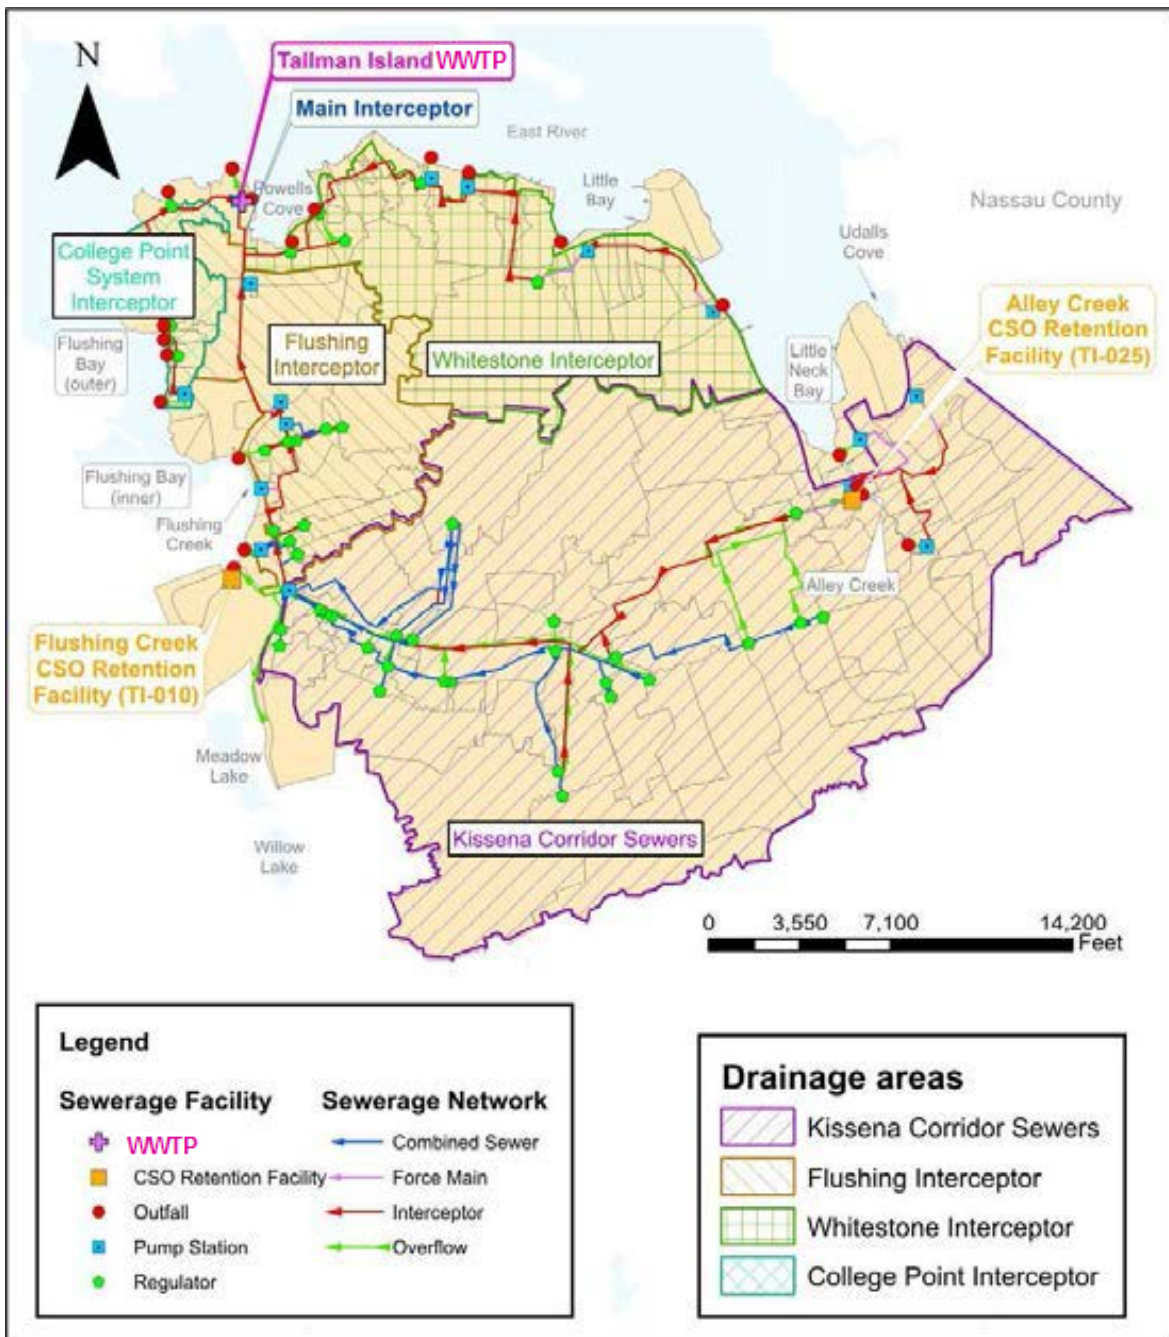 N
Tallman Island WWTP
Main Interceptor
East River
Powells
Cove
Little
Bay
Nassau County
Udalls
Cove
College Point
System
Interceptor
Alley Creek
CSO Retention
Facility (TI-025)
Flushing
Bay
(outer)
Flushing
Interceptor
Whitestone Interceptor
Little
Neck
Bay
Flushing Bay
(inner)
Flushing
Creek
Alley Creek
Flushing Creek
CSO Retention
Facility (TI-010)
Meadow
Lake
Kissena Corridor Sewers
Willow
Lake
0 3,550 7,100 14,200
Feet
Legend
Sewerage Facility
WWTP
CSO Retention Facility
Outfall
Pump Station
Regulator
Sewerage Network
Combined Sewer
Force Main
Interceptor
Overflow
Drainage areas
Kissena Corridor Sewers
Flushing Interceptor
Whitestone Interceptor
College Point Interceptor